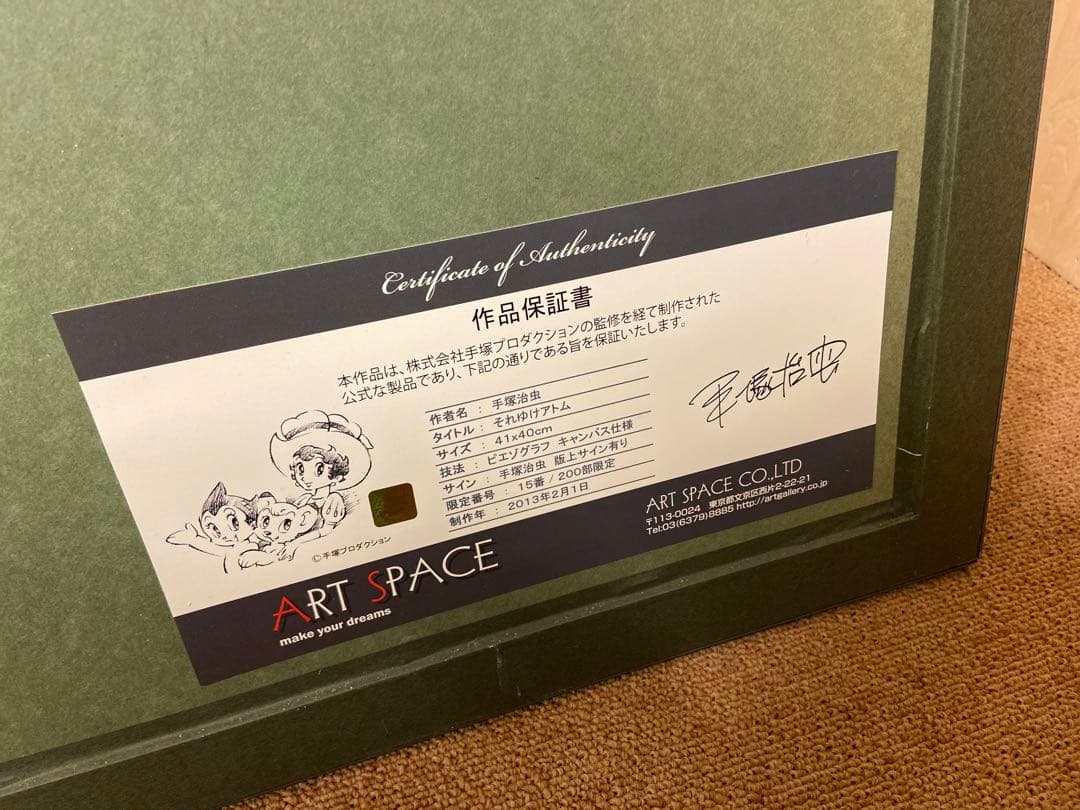 Certificate of Authenticity
作品保証書
本作品は、株式会社手塚プロダクションの監修を経て制作された
公式な製品であり、下記の通りである旨を保証いたします。
作者名 : 手塚治虫
タイトル : それゆけアトム
サイズ : 41x40cm
技法 : ピエゾグラフ キャンバス仕様
サイン : 手塚治虫 版上サイン有り
限定番号 : 15番 / 200部限定
制作年 : 2013年2月1日
手塚治虫
©手塚プロダクション
ART SPACE
make your dreams
ART SPACE CO.,LTD
〒113-0024 東京都文京区西片2-22-21
Tel:03(6379)8885 http://artgallery.co.jp